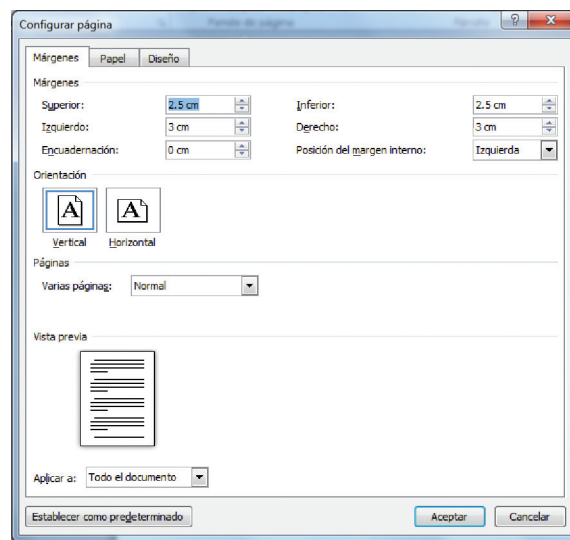 Configurar página
Márgenes Papel Diseño
Márgenes
Superior: 2.5 cm Inferior: 2.5 cm
Izquierdo: 3 cm Derecho: 3 cm
Encuadernación: 0 cm Posición del margen interno: Izquierda
Orientación
A A
Vertical Horizontal
Páginas
Varias páginas: Normal
Vista previa
Aplicar a: Todo el documento
Establecer como predeterminado Aceptar Cancelar